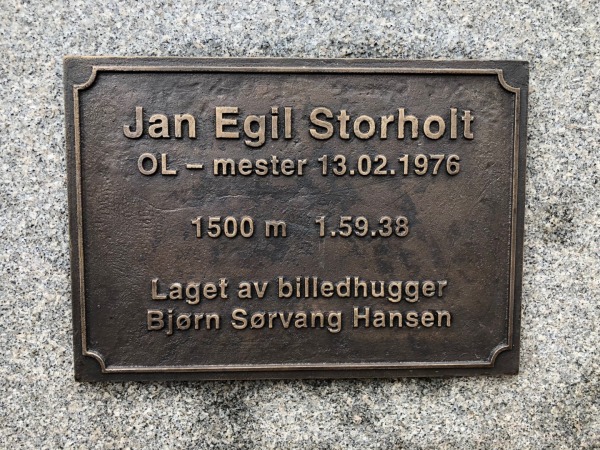 Jan Egil Storholt
OL – mester 13.02.1976
1500 m 1.59.38
Laget av billedhugger
Bjørn Sørvang Hansen